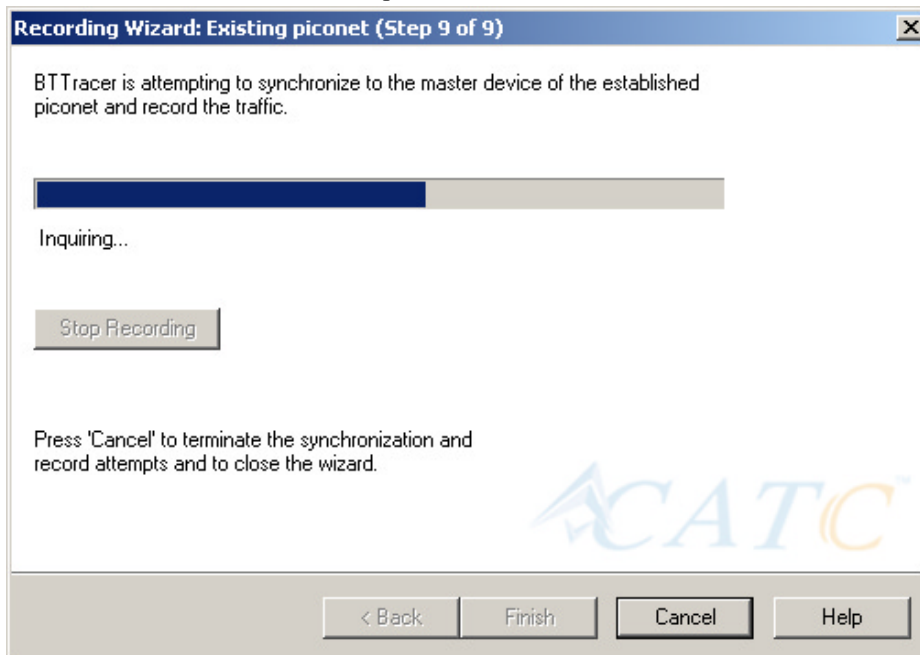 Recording Wizard: Existing piconet (Step 9 of 9)
BTTracer is attempting to synchronize to the master device of the established
piconet and record the traffic.
Inquiring...
Stop Recording
Press 'Cancel' to terminate the synchronization and
record attempts and to close the wizard.
CATC™
< Back Finish Cancel Help